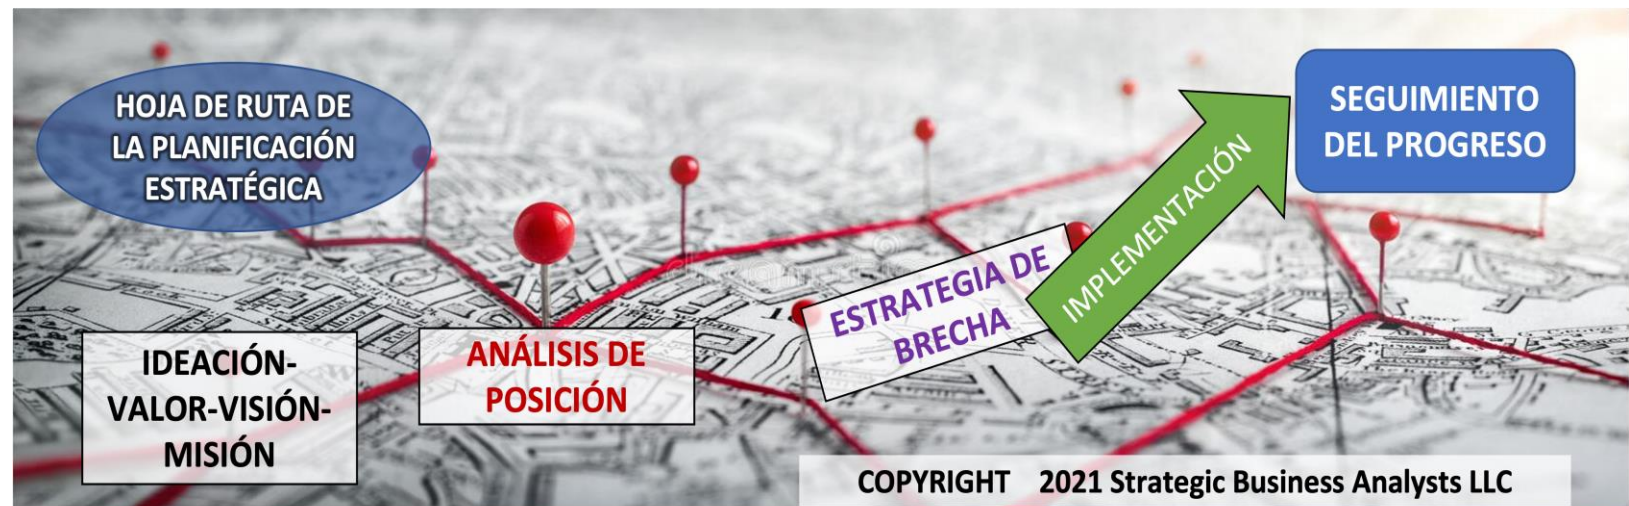 HOJA DE RUTA DE
LA PLANIFICACIÓN
ESTRATÉGICA
IDEACIÓN-
VALOR-VISIÓN-
MISIÓN
ANÁLISIS DE
POSICIÓN
ESTRATEGIA DE
BRECHA
IMPLEMENTACIÓN
SEGUIMIENTO
DEL PROGRESO
COPYRIGHT 2021 Strategic Business Analysts LLC